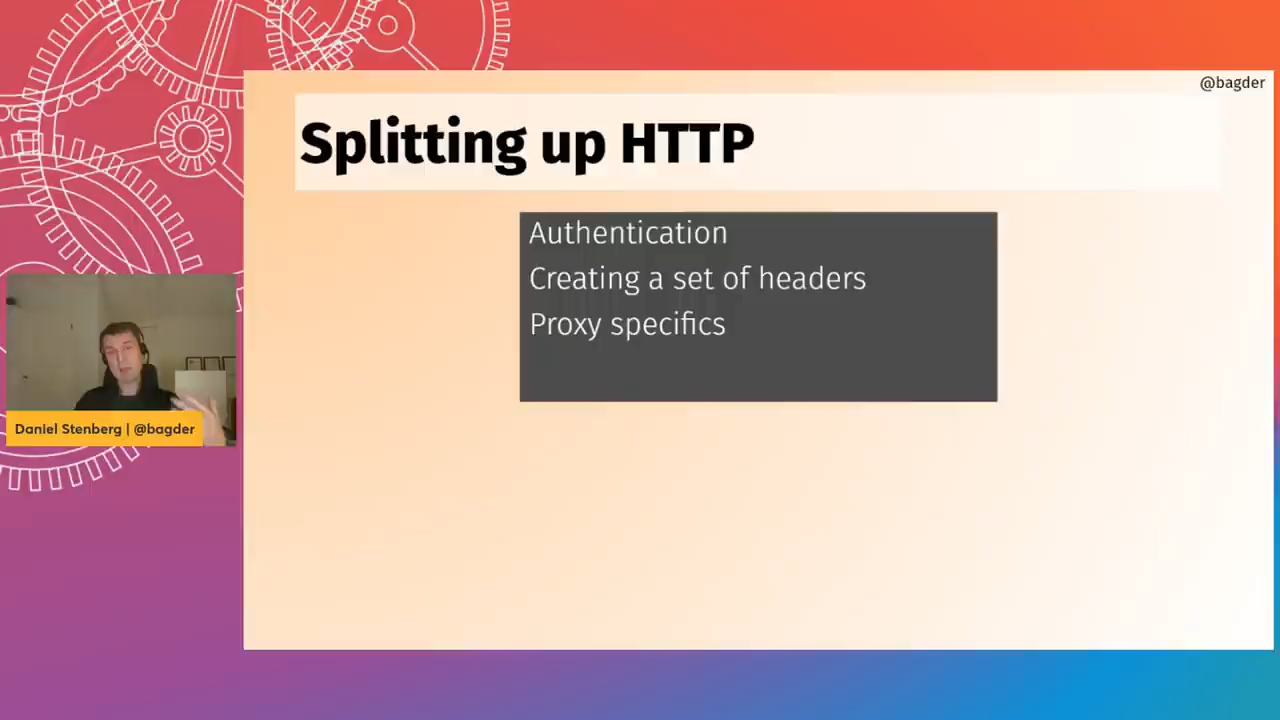 @bagder
Splitting up HTTP
Authentication
Creating a set of headers
Proxy specifics
Daniel Stenberg | @bagder